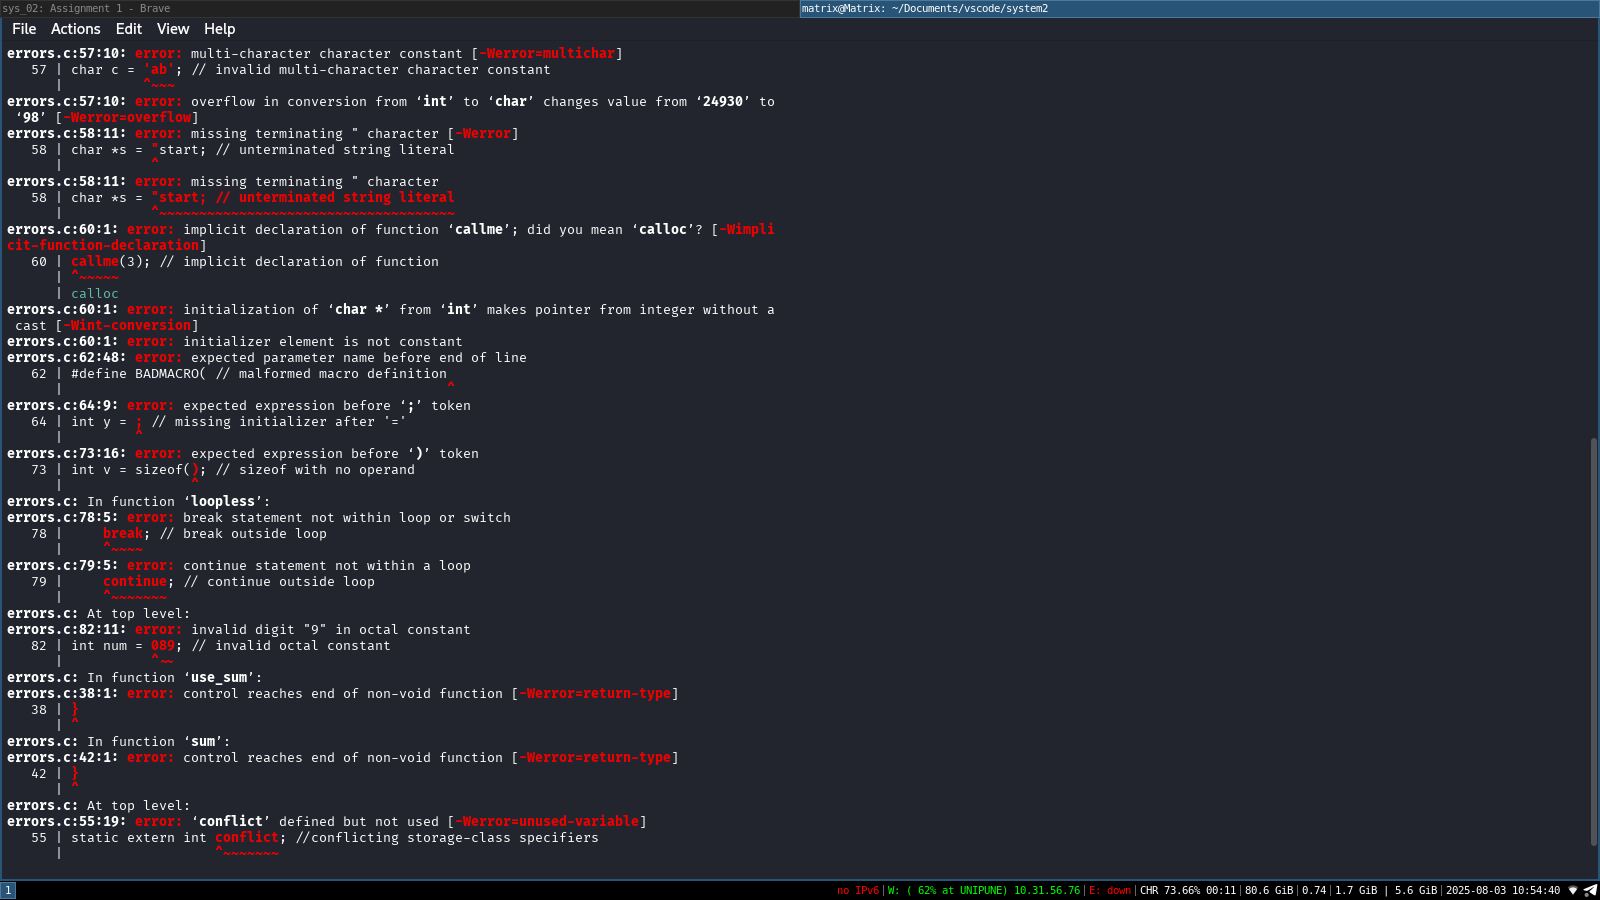 sys_02: Assignment 1 - Brave
matrix@Matrix: ~/Documents/vscode/system2
File Actions Edit View Help
errors.c:57:10: error: multi-character character constant [-Werror=multichar]
   57 | char c = 'ab'; // invalid multi-character character constant
      |          ^~~~
errors.c:57:10: error: overflow in conversion from ‘int’ to ‘char’ changes value from ‘24930’ to
 ‘98’ [-Werror=overflow]
errors.c:58:11: error: missing terminating " character [-Werror]
   58 | char *s = "start; // unterminated string literal
      |           ^
errors.c:58:11: error: missing terminating " character
   58 | char *s = "start; // unterminated string literal
      |           ^~~~~~~~~~~~~~~~~~~~~~~~~~~~~~~~~~~~~~
errors.c:60:1: error: implicit declaration of function ‘callme’; did you mean ‘calloc’? [-Wimpli
cit-function-declaration]
   60 | callme(3); // implicit declaration of function
      | ^~~~~~
      | calloc
errors.c:60:1: error: initialization of ‘char *’ from ‘int’ makes pointer from integer without a
 cast [-Wint-conversion]
errors.c:60:1: error: initializer element is not constant
errors.c:62:48: error: expected parameter name before end of line
   62 | #define BADMACRO( // malformed macro definition
      |                                                ^
errors.c:64:9: error: expected expression before ‘;’ token
   64 | int y = ; // missing initializer after '='
      |         ^
errors.c:73:16: error: expected expression before ‘)’ token
   73 | int v = sizeof(); // sizeof with no operand
      |                ^
errors.c: In function ‘loopless’:
errors.c:78:5: error: break statement not within loop or switch
   78 |     break; // break outside loop
      |     ^~~~~
errors.c:79:5: error: continue statement not within a loop
   79 |     continue; // continue outside loop
      |     ^~~~~~~~
errors.c: At top level:
errors.c:82:11: error: invalid digit "9" in octal constant
   82 | int num = 089; // invalid octal constant
      |           ^~~
errors.c: In function ‘use_sum’:
errors.c:38:1: error: control reaches end of non-void function [-Werror=return-type]
   38 | }
      | ^
errors.c: In function ‘sum’:
errors.c:42:1: error: control reaches end of non-void function [-Werror=return-type]
   42 | }
      | ^
errors.c: At top level:
errors.c:55:19: error: ‘conflict’ defined but not used [-Werror=unused-variable]
   55 | static extern int conflict; //conflicting storage-class specifiers
      |                   ^~~~~~~~
1 no IPv6|W: ( 62% at UNIPUNE) 10.31.56.76|E: down|CHR 73.66% 00:11|80.6 GiB|0.74|1.7 GiB | 5.6 GiB|2025-08-03 10:54:40